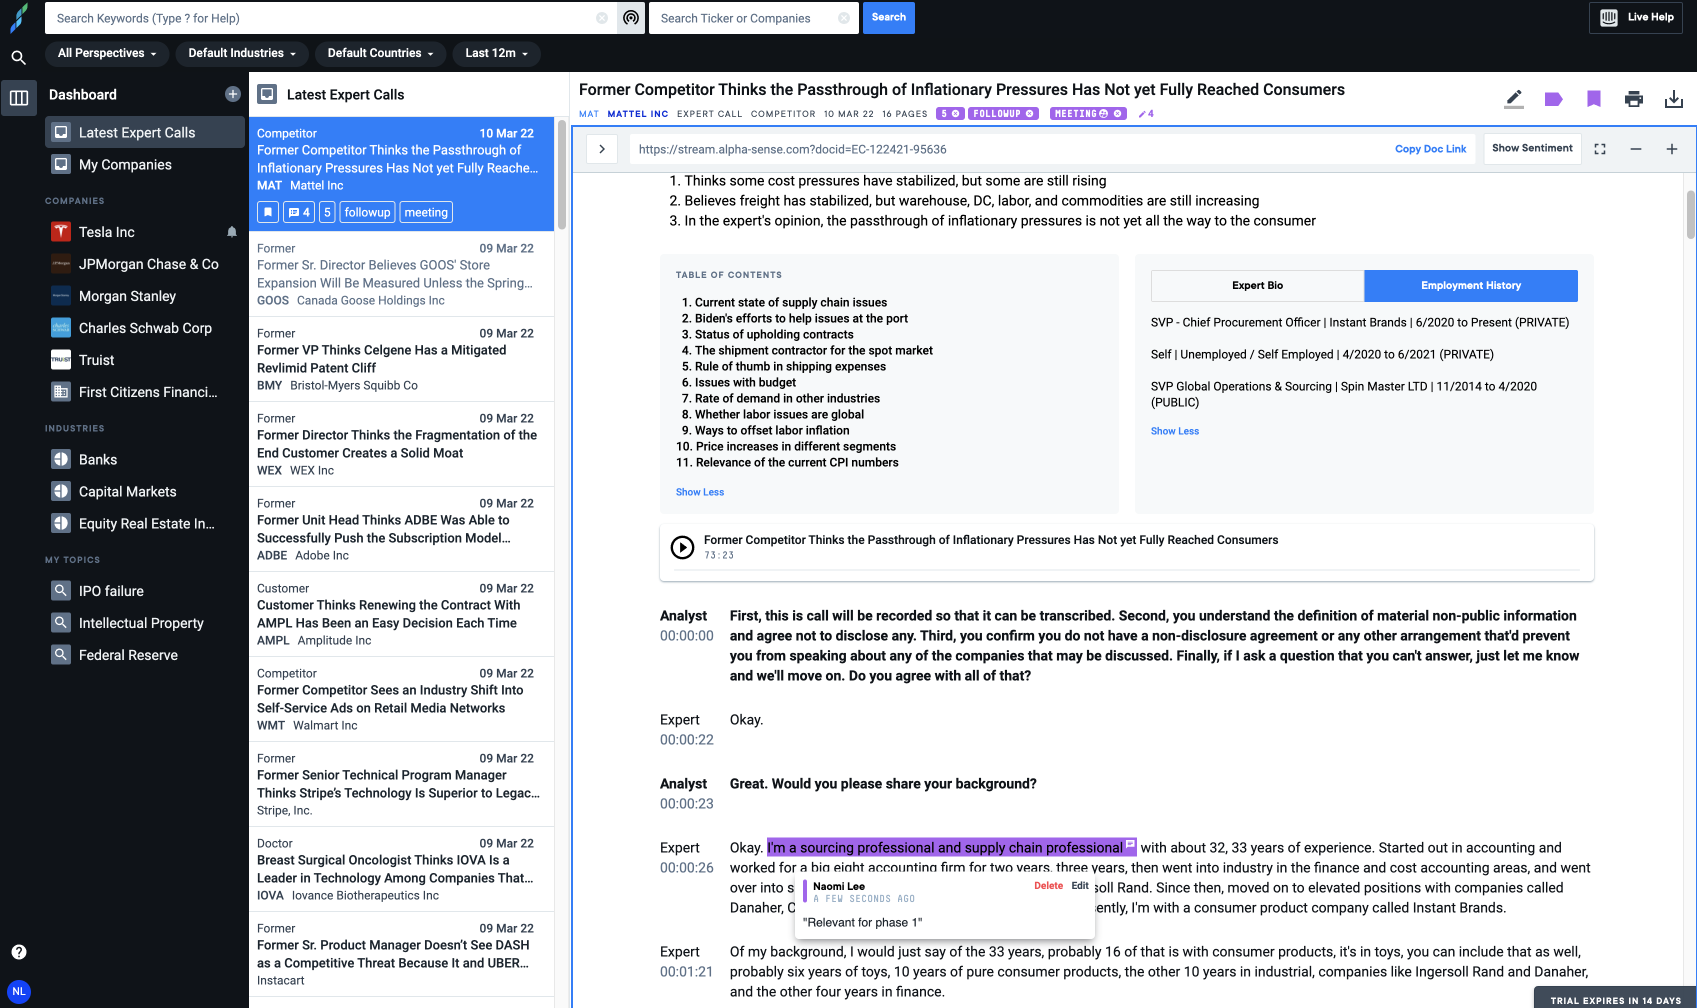 Search Keywords (Type ? for Help)
Search Ticker or Companies
Search
Live Help
All Perspectives
Default Industries
Default Countries
Last 12m
Dashboard
Latest Expert Calls
My Companies
COMPANIES
Tesla Inc
JPMorgan Chase & Co
Morgan Stanley
Charles Schwab Corp
TRUIST
Truist
First Citizens Financi...
INDUSTRIES
Banks
Capital Markets
Equity Real Estate In...
MY TOPICS
IPO failure
Intellectual Property
Federal Reserve
NL
Latest Expert Calls
Competitor 10 Mar 22
Former Competitor Thinks the Passthrough of
Inflationary Pressures Has Not yet Fully Reache...
MAT Mattel Inc
4 5 followup meeting
Former 09 Mar 22
Former Sr. Director Believes GOOS' Store
Expansion Will Be Measured Unless the Spring...
GOOS Canada Goose Holdings Inc
Former 09 Mar 22
Former VP Thinks Celgene Has a Mitigated
Revlimid Patent Cliff
BMY Bristol-Myers Squibb Co
Former 09 Mar 22
Former Director Thinks the Fragmentation of the
End Customer Creates a Solid Moat
WEX WEX Inc
Former 09 Mar 22
Former Unit Head Thinks ADBE Was Able to
Successfully Push the Subscription Model...
ADBE Adobe Inc
Customer 09 Mar 22
Customer Thinks Renewing the Contract With
AMPL Has Been an Easy Decision Each Time
AMPL Amplitude Inc
Competitor 09 Mar 22
Former Competitor Sees an Industry Shift Into
Self-Service Ads on Retail Media Networks
WMT Walmart Inc
Former 09 Mar 22
Former Senior Technical Program Manager
Thinks Stripe's Technology Is Superior to Legac...
Stripe, Inc.
Doctor 09 Mar 22
Breast Surgical Oncologist Thinks IOVA Is a
Leader in Technology Among Companies That...
IOVA Iovance Biotherapeutics Inc
Former 09 Mar 22
Former Sr. Product Manager Doesn't See DASH
as a Competitive Threat Because It and UBER...
Instacart
Former Competitor Thinks the Passthrough of Inflationary Pressures Has Not yet Fully Reached Consumers
MAT MATTEL INC EXPERT CALL COMPETITOR 10 MAR 22 16 PAGES 5 FOLLOWUP MEETING 4
https://stream.alpha-sense.com?docid=EC-122421-95636
Copy Doc Link
Show Sentiment
1. Thinks some cost pressures have stabilized, but some are still rising
2. Believes freight has stabilized, but warehouse, DC, labor, and commodities are still increasing
3. In the expert's opinion, the passthrough of inflationary pressures is not yet all the way to the consumer
TABLE OF CONTENTS
1. Current state of supply chain issues
2. Biden's efforts to help issues at the port
3. Status of upholding contracts
4. The shipment contractor for the spot market
5. Rule of thumb in shipping expenses
6. Issues with budget
7. Rate of demand in other industries
8. Whether labor issues are global
9. Ways to offset labor inflation
10. Price increases in different segments
11. Relevance of the current CPI numbers
Show Less
Expert Bio
Employment History
SVP - Chief Procurement Officer | Instant Brands | 6/2020 to Present (PRIVATE)
Self | Unemployed / Self Employed | 4/2020 to 6/2021 (PRIVATE)
SVP Global Operations & Sourcing | Spin Master LTD | 11/2014 to 4/2020
(PUBLIC)
Show Less
Former Competitor Thinks the Passthrough of Inflationary Pressures Has Not yet Fully Reached Consumers
73:23
Analyst First, this is call will be recorded so that it can be transcribed. Second, you understand the definition of material non-public information
00:00:00 and agree not to disclose any. Third, you confirm you do not have a non-disclosure agreement or any other arrangement that'd prevent
you from speaking about any of the companies that may be discussed. Finally, if I ask a question that you can't answer, just let me know
and we'll move on. Do you agree with all of that?
Expert Okay.
00:00:22
Analyst Great. Would you please share your background?
00:00:23
Expert Okay. I'm a sourcing professional and supply chain professional with about 32, 33 years of experience. Started out in accounting and
00:00:26 worked for a big eight accounting firm for two years, three years, then went into industry in the finance and cost accounting areas, and went
over into s oll Rand. Since then, moved on to elevated positions with companies called
Danaher, C ently, I'm with a consumer product company called Instant Brands.
Naomi Lee Delete Edit
A FEW SECONDS AGO
"Relevant for phase 1"
Expert Of my background, I would just say of the 33 years, probably 16 of that is with consumer products, it's in toys, you can include that as well,
00:01:21 probably six years of toys, 10 years of pure consumer products, the other 10 years in industrial, companies like Ingersoll Rand and Danaher,
and the other four years in finance.
TRIAL EXPIRES IN 14 DAYS